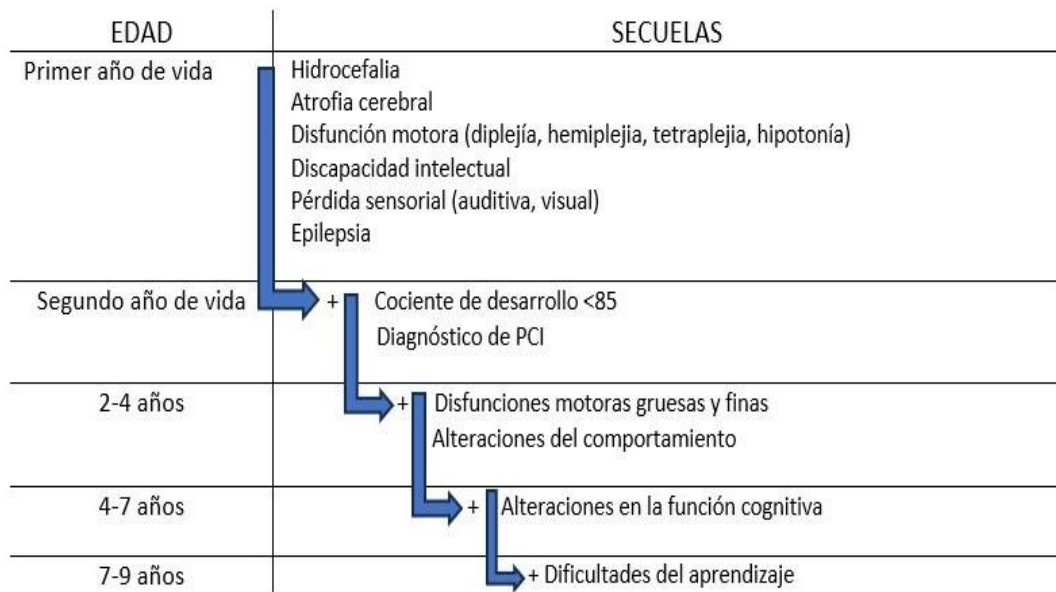 EDAD SECUELAS
Primer año de vida Hidrocefalia
Atrofia cerebral
Disfunción motora (diplejía, hemiplejia, tetraplejia, hipotonía)
Discapacidad intelectual
Pérdida sensorial (auditiva, visual)
Epilepsia
Segundo año de vida + Cociente de desarrollo <85
Diagnóstico de PCI
2-4 años + Disfunciones motoras gruesas y finas
Alteraciones del comportamiento
4-7 años + Alteraciones en la función cognitiva
7-9 años + Dificultades del aprendizaje